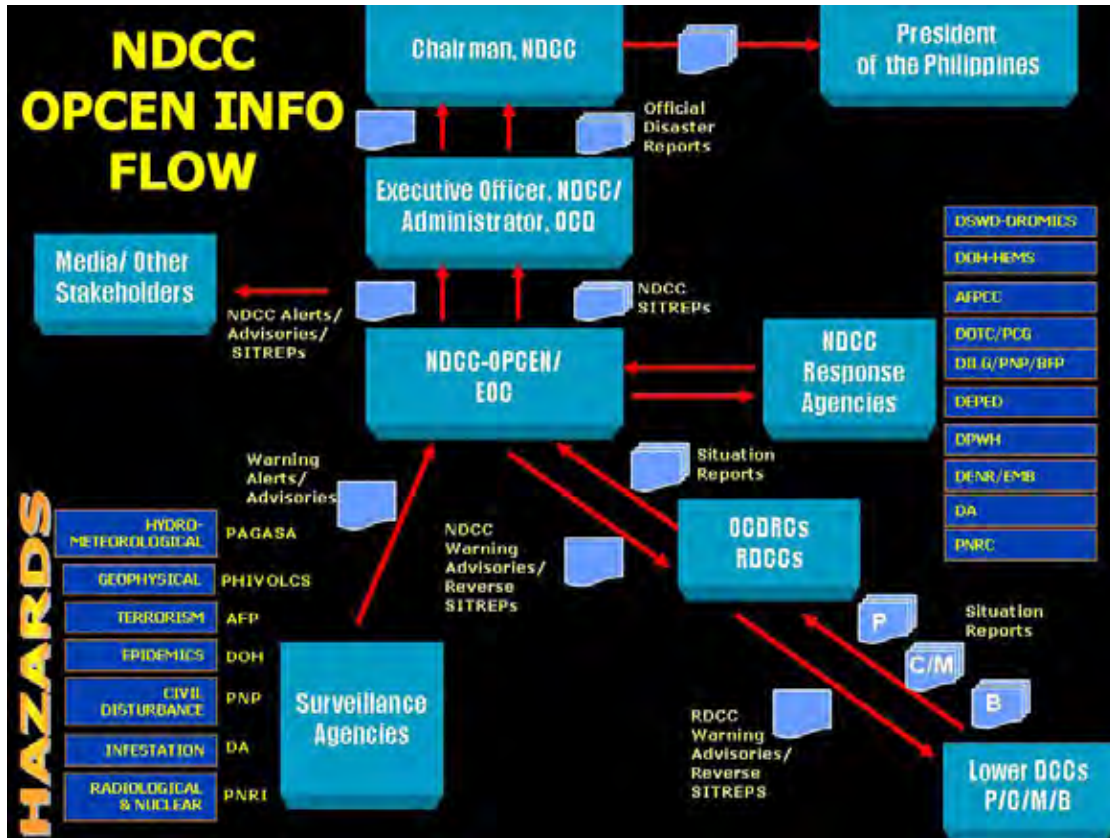 NDCC
OPCEN INFO
FLOW
Chairman, NDCC
President
of the Philippines
Official
Disaster
Reports
Executive Officer, NDCC/
Administrator, OCD
Media/ Other
Stakeholders
NDCC Alerts/
Advisories/
SITREPs
NDCC
SITREPs
NDCC-OPCEN/
EOC
NDCC
Response
Agencies
DSWD-DROMICS
DOH-HEMS
AFPCC
DOTC/PCG
DILG/PNP/BFP
DEPED
DPWH
DENR/EMB
DA
PNRC
Warning
Alerts/
Advisories
Situation
Reports
NDCC
Warning
Advisories/
Reverse
SITREPs
OCDRCs
RDCCs
HAZARDS
HYDRO-
METEOROLOGICAL
PAGASA
GEOPHYSICAL
PHIVOLCS
TERRORISM
AFP
EPIDEMICS
DOH
CIVIL
DISTURBANCE
PNP
INFESTATION
DA
RADIOLOGICAL
& NUCLEAR
PNRI
Surveillance
Agencies
P
C/M
B
Situation
Reports
RDCC
Warning
Advisories/
Reverse
SITREPS
Lower DCCs
P/C/M/B